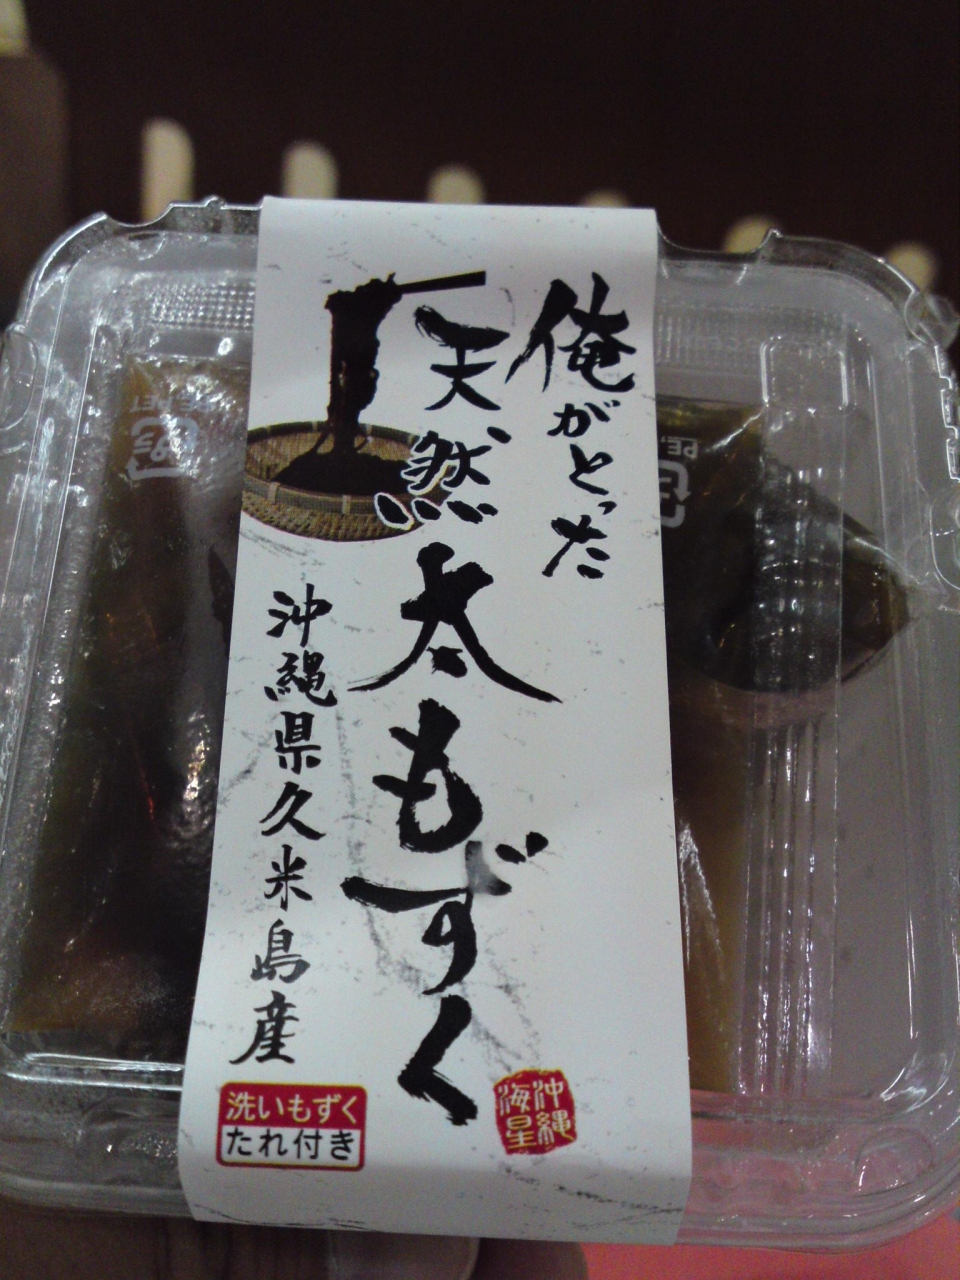 俺がとった
天然太もずく
沖縄県久米島産
洗いもずく
たれ付き
沖縄
海星